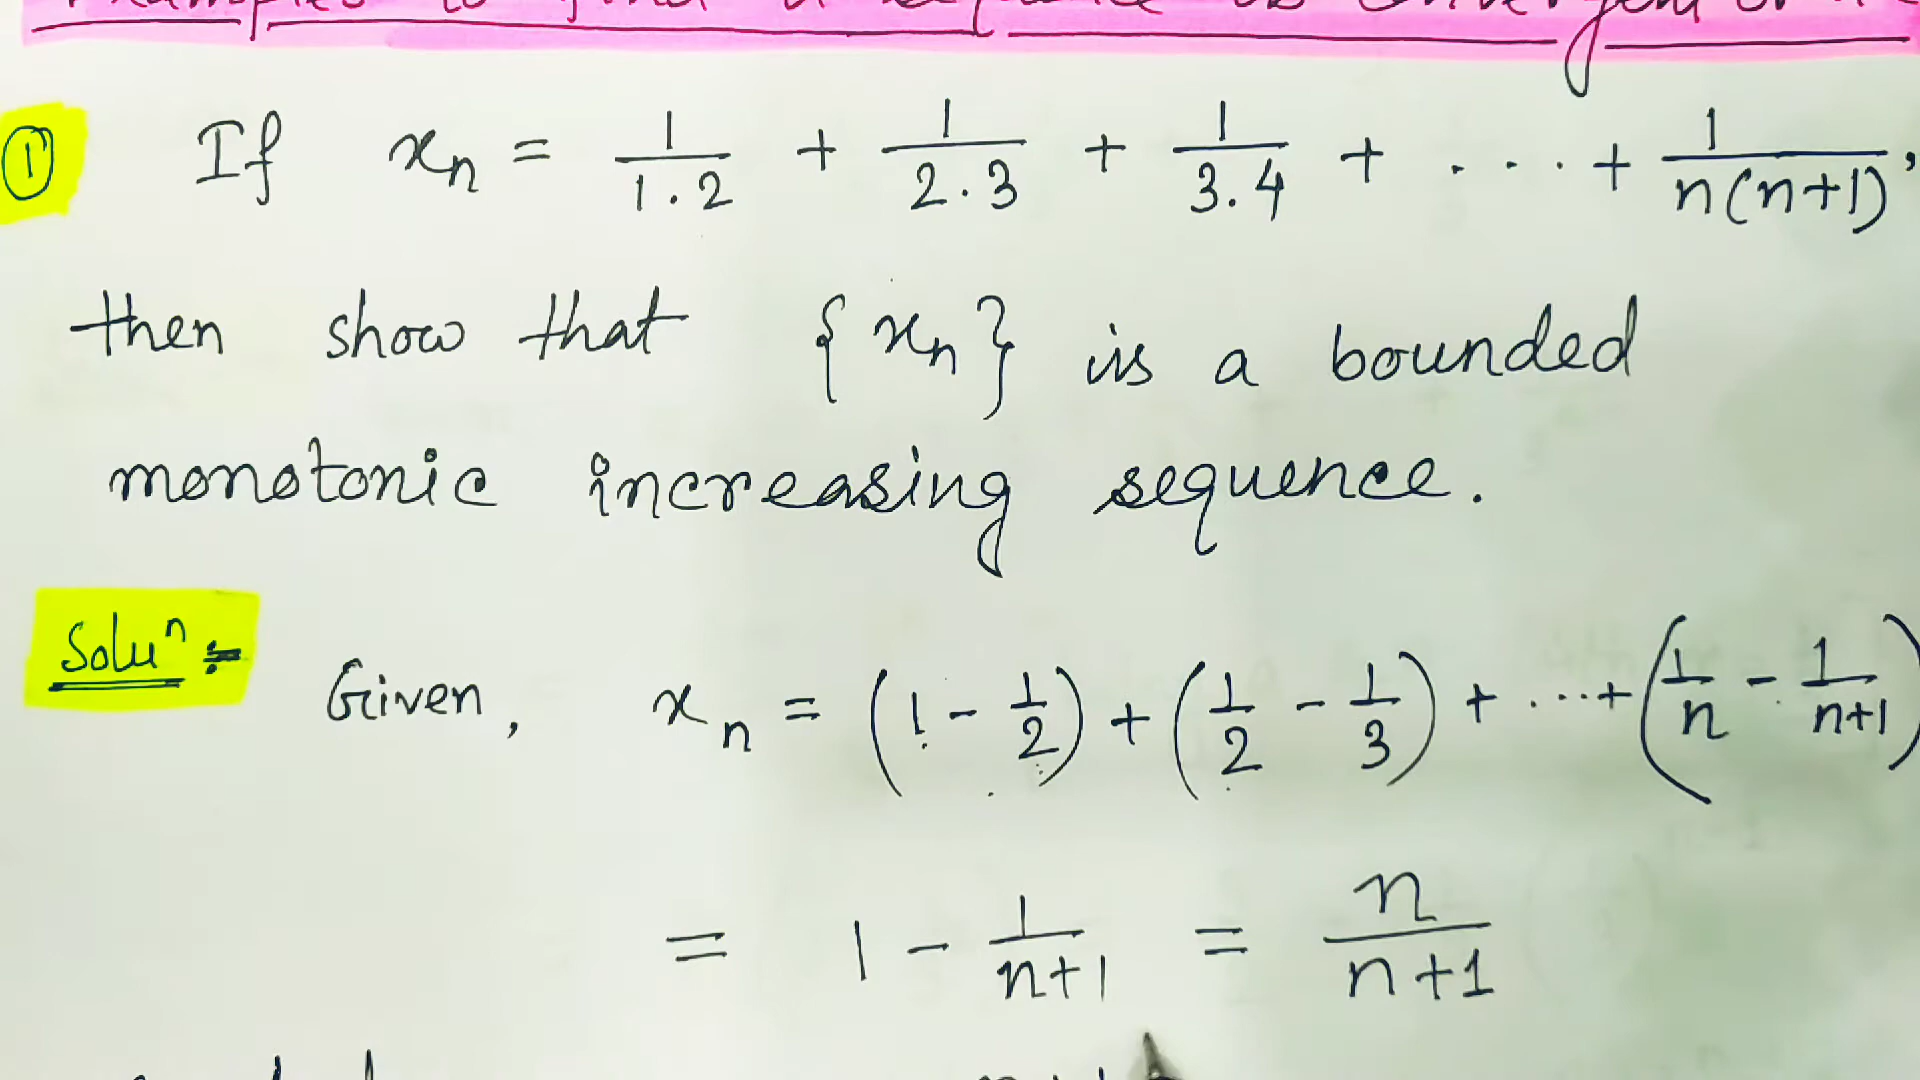 ① If xn = 1/1.2 + 1/2.3 + 1/3.4 + . . . . + 1/n(n+1),
then show that {xn} is a bounded
monotonic increasing sequence.
Soluⁿ :- Given, xn = (1 - 1/2) + (1/2 - 1/3) + . ...+ (1/n - 1/n+1)
= 1 - 1/n+1 = n/n+1